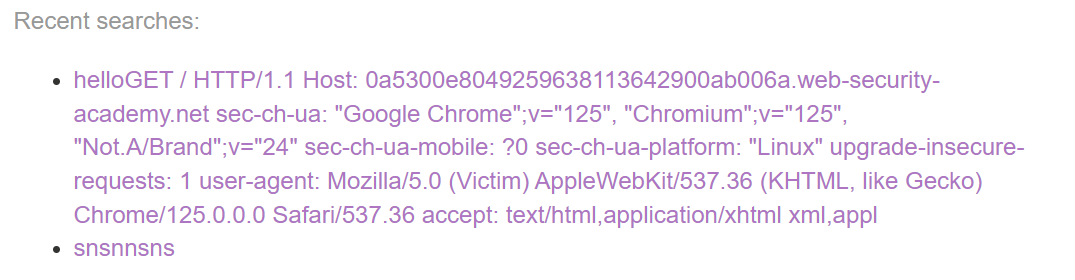 Recent searches:
helloGET / HTTP/1.1 Host: 0a5300e8049259638113642900ab006a.web-security-
academy.net sec-ch-ua: "Google Chrome";v="125", "Chromium";v="125",
"Not.A/Brand";v="24" sec-ch-ua-mobile: ?0 sec-ch-ua-platform: "Linux" upgrade-insecure-
requests: 1 user-agent: Mozilla/5.0 (Victim) AppleWebKit/537.36 (KHTML, like Gecko)
Chrome/125.0.0.0 Safari/537.36 accept: text/html,application/xhtml xml,appl
snsnnsns